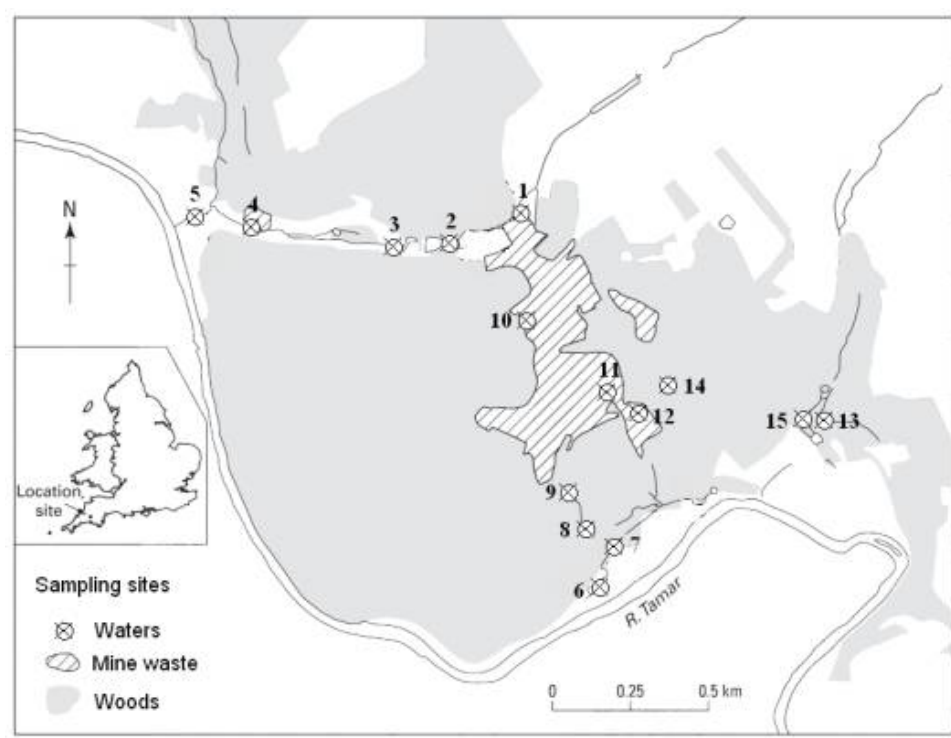 1
5
4
N
3
2
10
11
14
12
15
13
9
8
7
6
Location
site
R. Tamar
Sampling sites
Waters
Mine waste
Woods
0
0.25
0.5 km